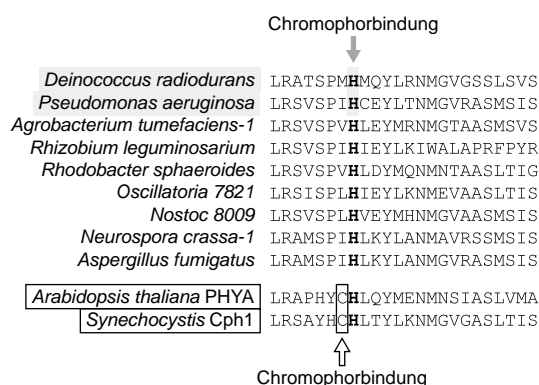 Chromophorbindung
Deinococcus radiodurans LRATSPMHMQYLRNMGVGSSLSVS
Pseudomonas aeruginosa LRSVSPIHCEYLTNMGVRASMSIS
Agrobacterium tumefaciens-1 LRSVSPVHLEYMRNMGTAASMSVS
Rhizobium leguminosarium LRSVSPIHIEYLKIWALAPRFPYR
Rhodobacter sphaeroides LRSVSPVHLDYMQNMNTAASLTIG
Oscillatoria 7821 LRSISPLHIEYLKNMEVAASLTIS
Nostoc 8009 LRSVSPLHVEYMHNMGVAASMSIS
Neurospora crassa-1 LRAMSPIHLKYLANMAVRSSMSIS
Aspergillus fumigatus LRAMSPIHLKYLANMGVRASMSIS
Arabidopsis thaliana PHYA LRAPHYCHLQYMENMNSIASLVMA
Synechocystis Cph1 LRSAYHCHLTYLKNMGVGASLTIS
Chromophorbindung